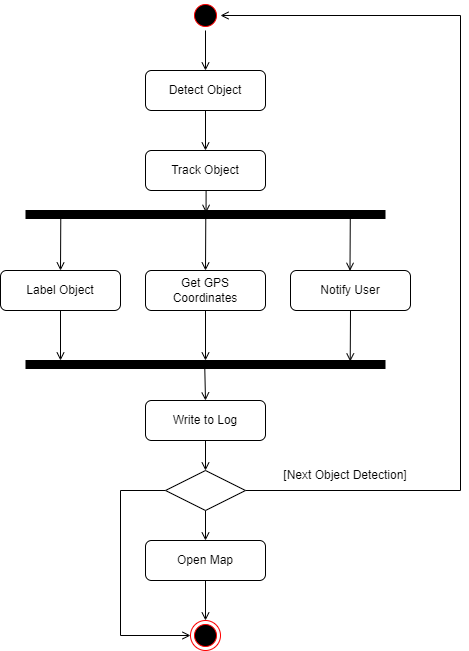 Detect Object
Track Object
Label Object
Get GPS
Coordinates
Notify User
Write to Log
[Next Object Detection]
Open Map